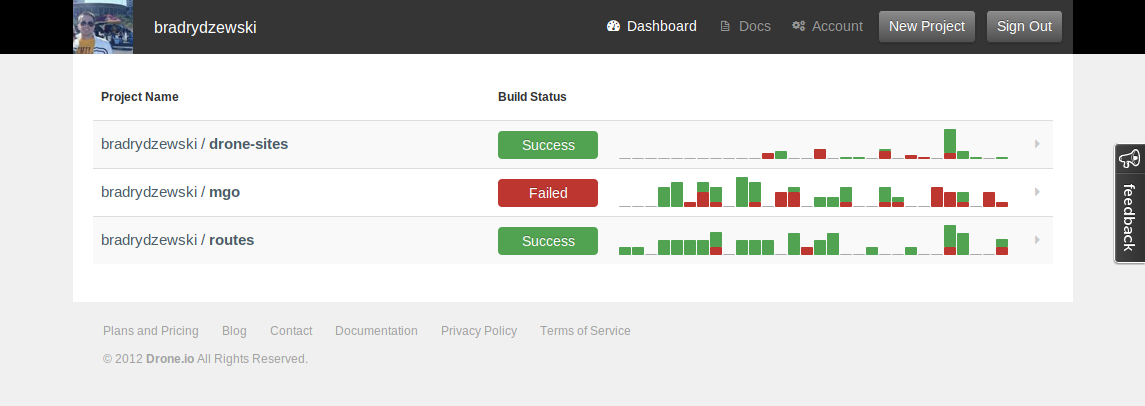 bradrydzewski Dashboard Docs Account New Project Sign Out
Project Name Build Status
bradrydzewski / drone-sites Success
bradrydzewski / mgo Failed
bradrydzewski / routes Success
feedback
Plans and Pricing Blog Contact Documentation Privacy Policy Terms of Service
© 2012 Drone.io All Rights Reserved.